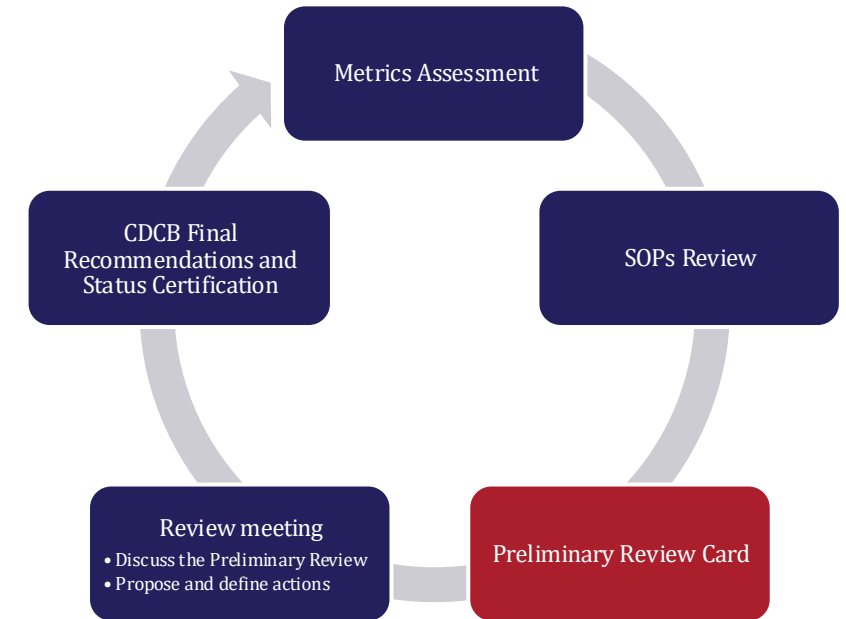 Metrics Assessment
SOPs Review
Preliminary Review Card
Review meeting
• Discuss the Preliminary Review
• Propose and define actions
CDCB Final
Recommendations and
Status Certification